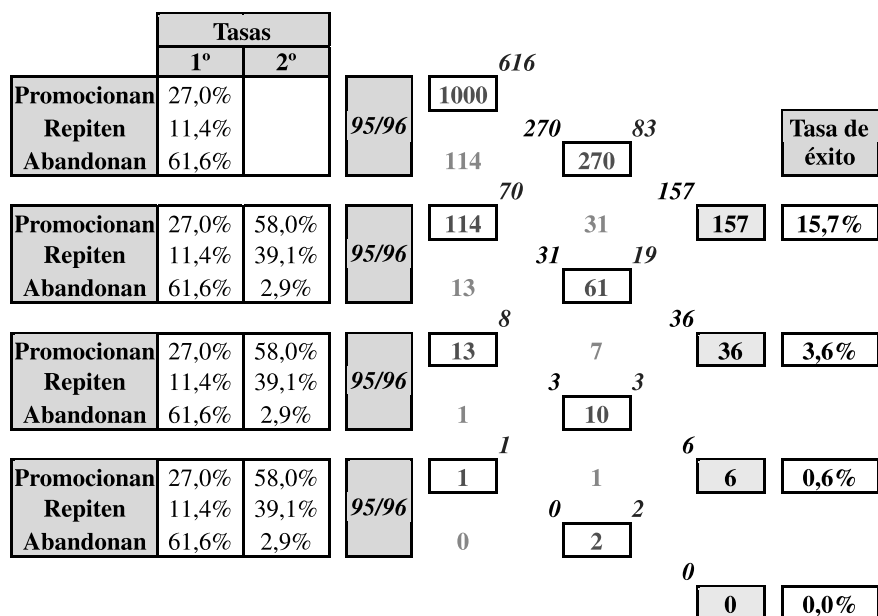 Tasas
1º 2º
616
Promocionan 27,0% 1000
Repiten 11,4% 95/96 270 83 Tasa de
Abandonan 61,6% 114 270 éxito
70 157
Promocionan 27,0% 58,0% 114 31 157 15,7%
Repiten 11,4% 39,1% 95/96 31 19
Abandonan 61,6% 2,9% 13 61
8 36
Promocionan 27,0% 58,0% 13 7 36 3,6%
Repiten 11,4% 39,1% 95/96 3 3
Abandonan 61,6% 2,9% 1 10
1 6
Promocionan 27,0% 58,0% 1 1 6 0,6%
Repiten 11,4% 39,1% 95/96 0 2
Abandonan 61,6% 2,9% 0 2
0
0 0,0%